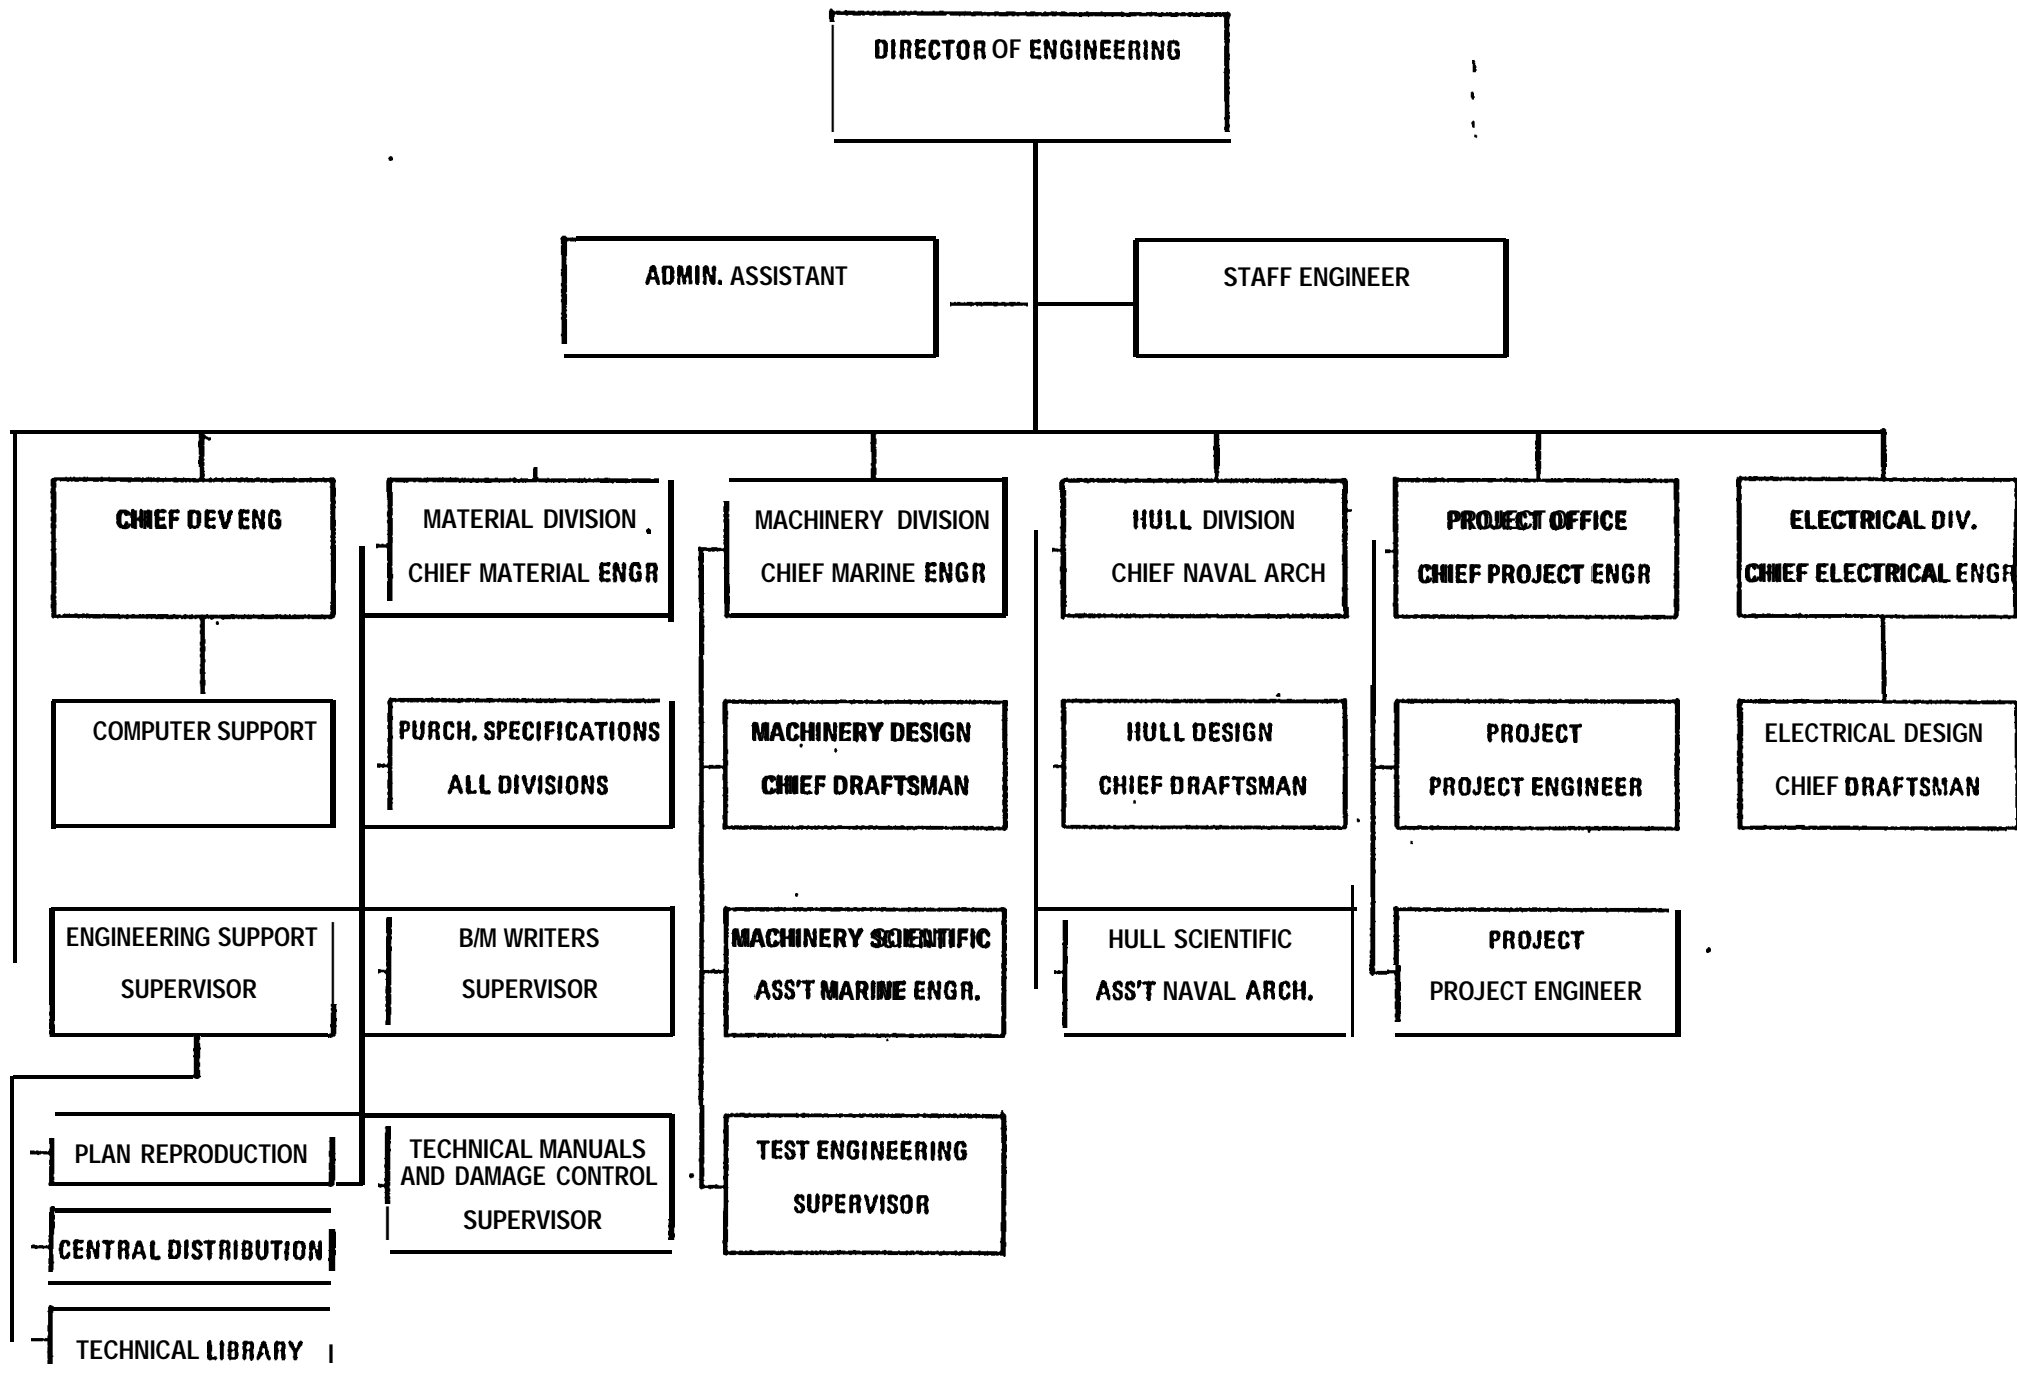 DIRECTOR OF ENGINEERING
ADMIN. ASSISTANT
STAFF ENGINEER
CHIEF DEV ENG
MATERIAL DIVISION
CHIEF MATERIAL ENGR
MACHINERY DIVISION
CHIEF MARINE ENGR
HULL DIVISION
CHIEF NAVAL ARCH
PROJECT OFFICE
CHIEF PROJECT ENGR
ELECTRICAL DIV.
CHIEF ELECTRICAL ENGR
COMPUTER SUPPORT
PURCH. SPECIFICATIONS
ALL DIVISIONS
MACHINERY DESIGN
CHIEF DRAFTSMAN
HULL DESIGN
CHIEF DRAFTSMAN
PROJECT
PROJECT ENGINEER
ELECTRICAL DESIGN
CHIEF DRAFTSMAN
ENGINEERING SUPPORT
SUPERVISOR
B/M WRITERS
SUPERVISOR
MACHINERY SCIENTIFIC
ASS'T MARINE ENGR.
HULL SCIENTIFIC
ASS'T NAVAL ARCH.
PROJECT
PROJECT ENGINEER
PLAN REPRODUCTION
TECHNICAL MANUALS
AND DAMAGE CONTROL
SUPERVISOR
TEST ENGINEERING
SUPERVISOR
CENTRAL DISTRIBUTION
TECHNICAL LIBRARY